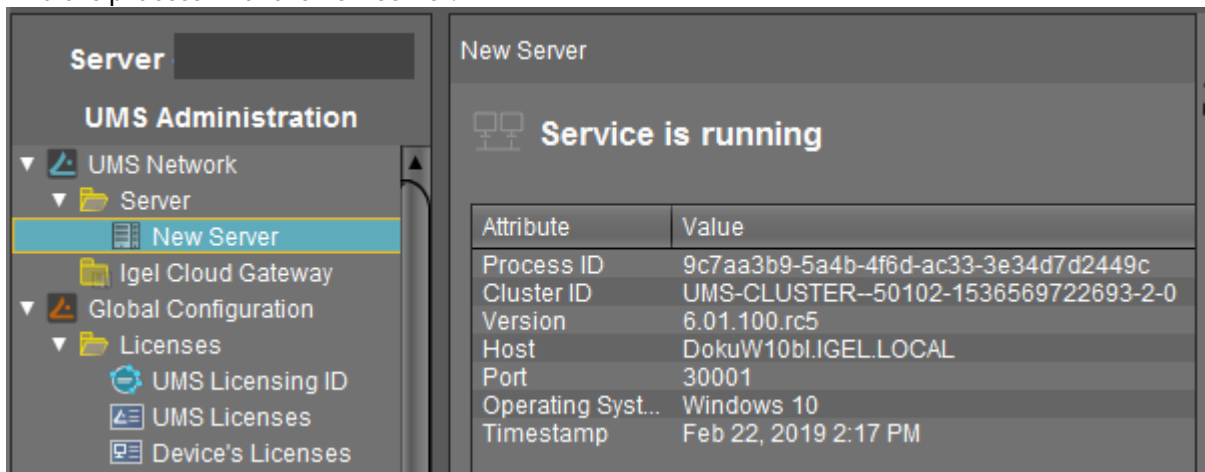 Server
UMS Administration
UMS Network
Server
New Server
Igel Cloud Gateway
Global Configuration
Licenses
UMS Licensing ID
UMS Licenses
Device's Licenses
New Server
Service is running
Attribute Value
Process ID 9c7aa3b9-5a4b-4f6d-ac33-3e34d7d2449c
Cluster ID UMS-CLUSTER--50102-1536569722693-2-0
Version 6.01.100.rc5
Host DokuW10bl.IGEL.LOCAL
Port 30001
Operating Syst... Windows 10
Timestamp Feb 22, 2019 2:17 PM